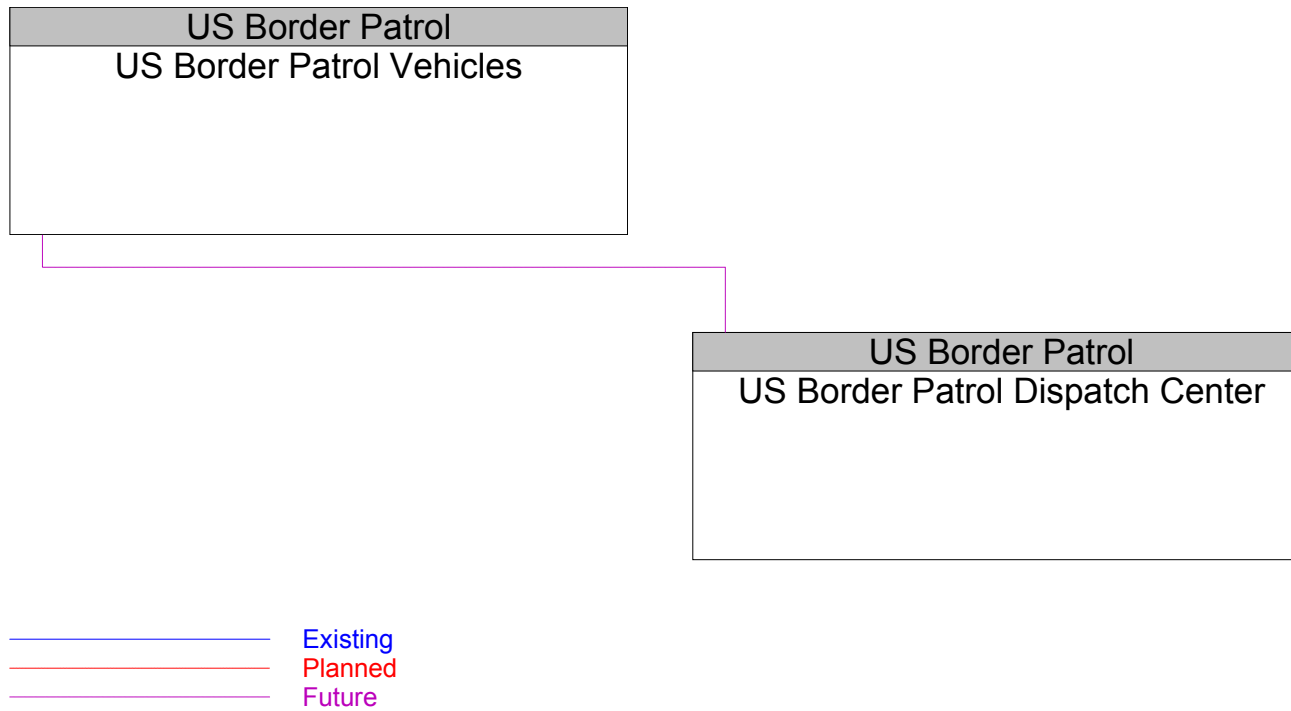 US Border Patrol
US Border Patrol Vehicles
US Border Patrol
US Border Patrol Dispatch Center
Existing
Planned
Future